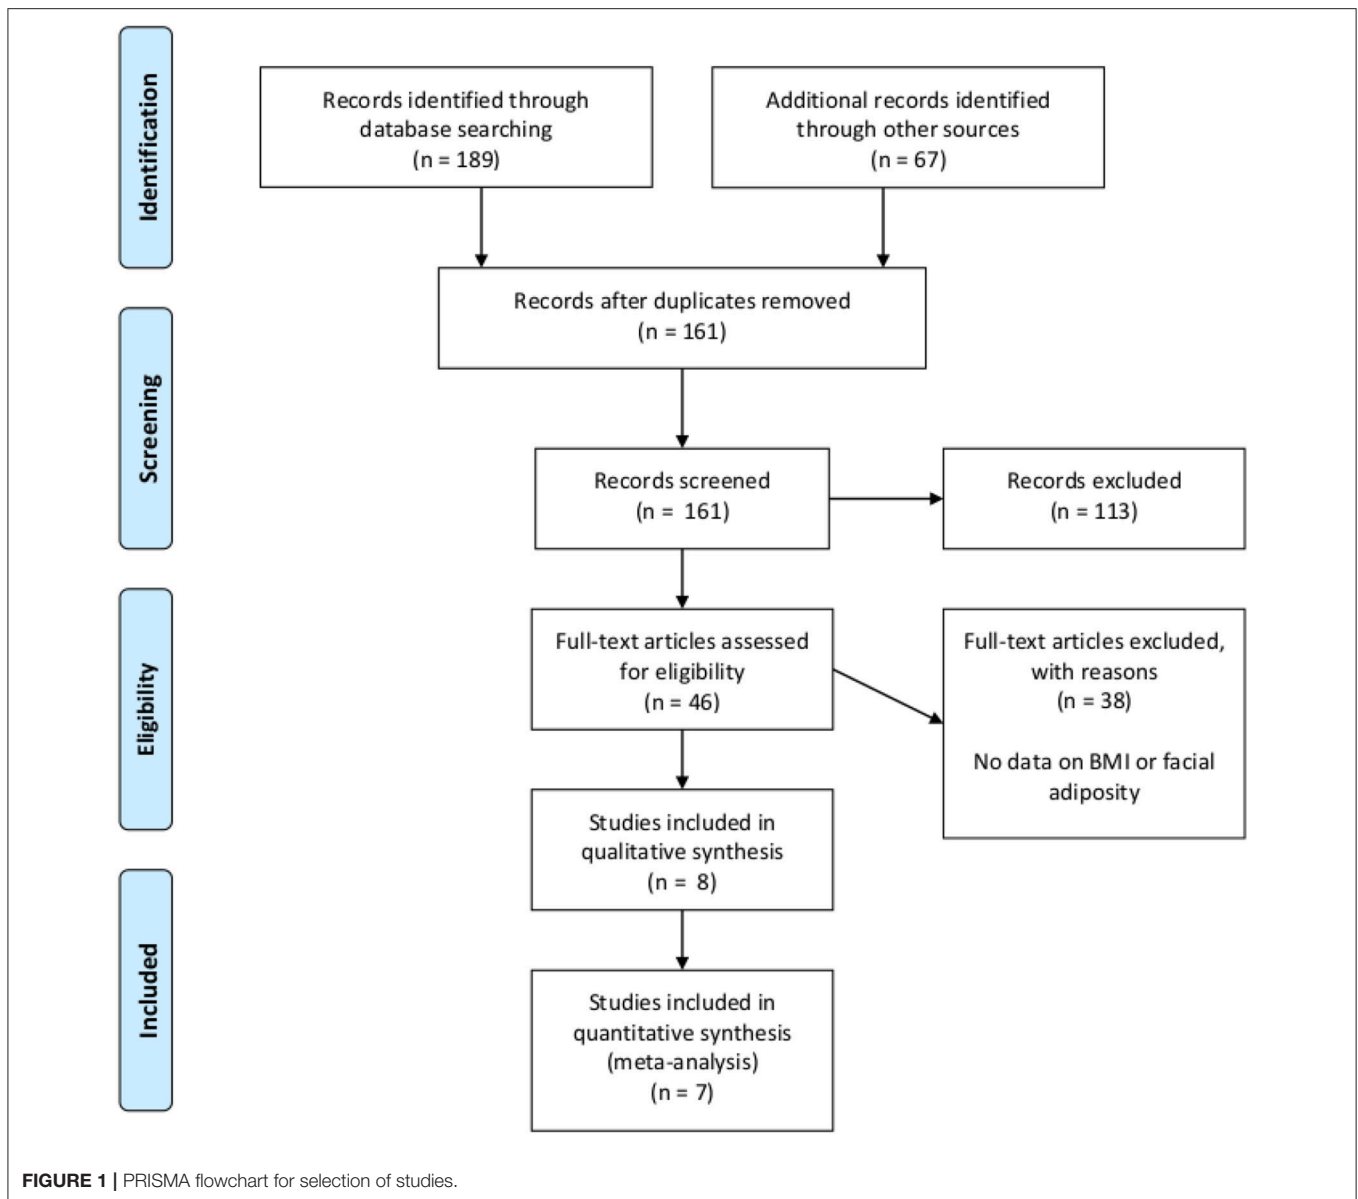 Identification
Records identified through
database searching
(n = 189)
Additional records identified
through other sources
(n = 67)
Records after duplicates removed
(n = 161)
Screening
Records screened
(n = 161)
Records excluded
(n = 113)
Eligibility
Full-text articles assessed
for eligibility
(n = 46)
Full-text articles excluded,
with reasons
(n = 38)
No data on BMI or facial
adiposity
Studies included in
qualitative synthesis
(n = 8)
Included
Studies included in
quantitative synthesis
(meta-analysis)
(n = 7)
FIGURE 1 | PRISMA flowchart for selection of studies.